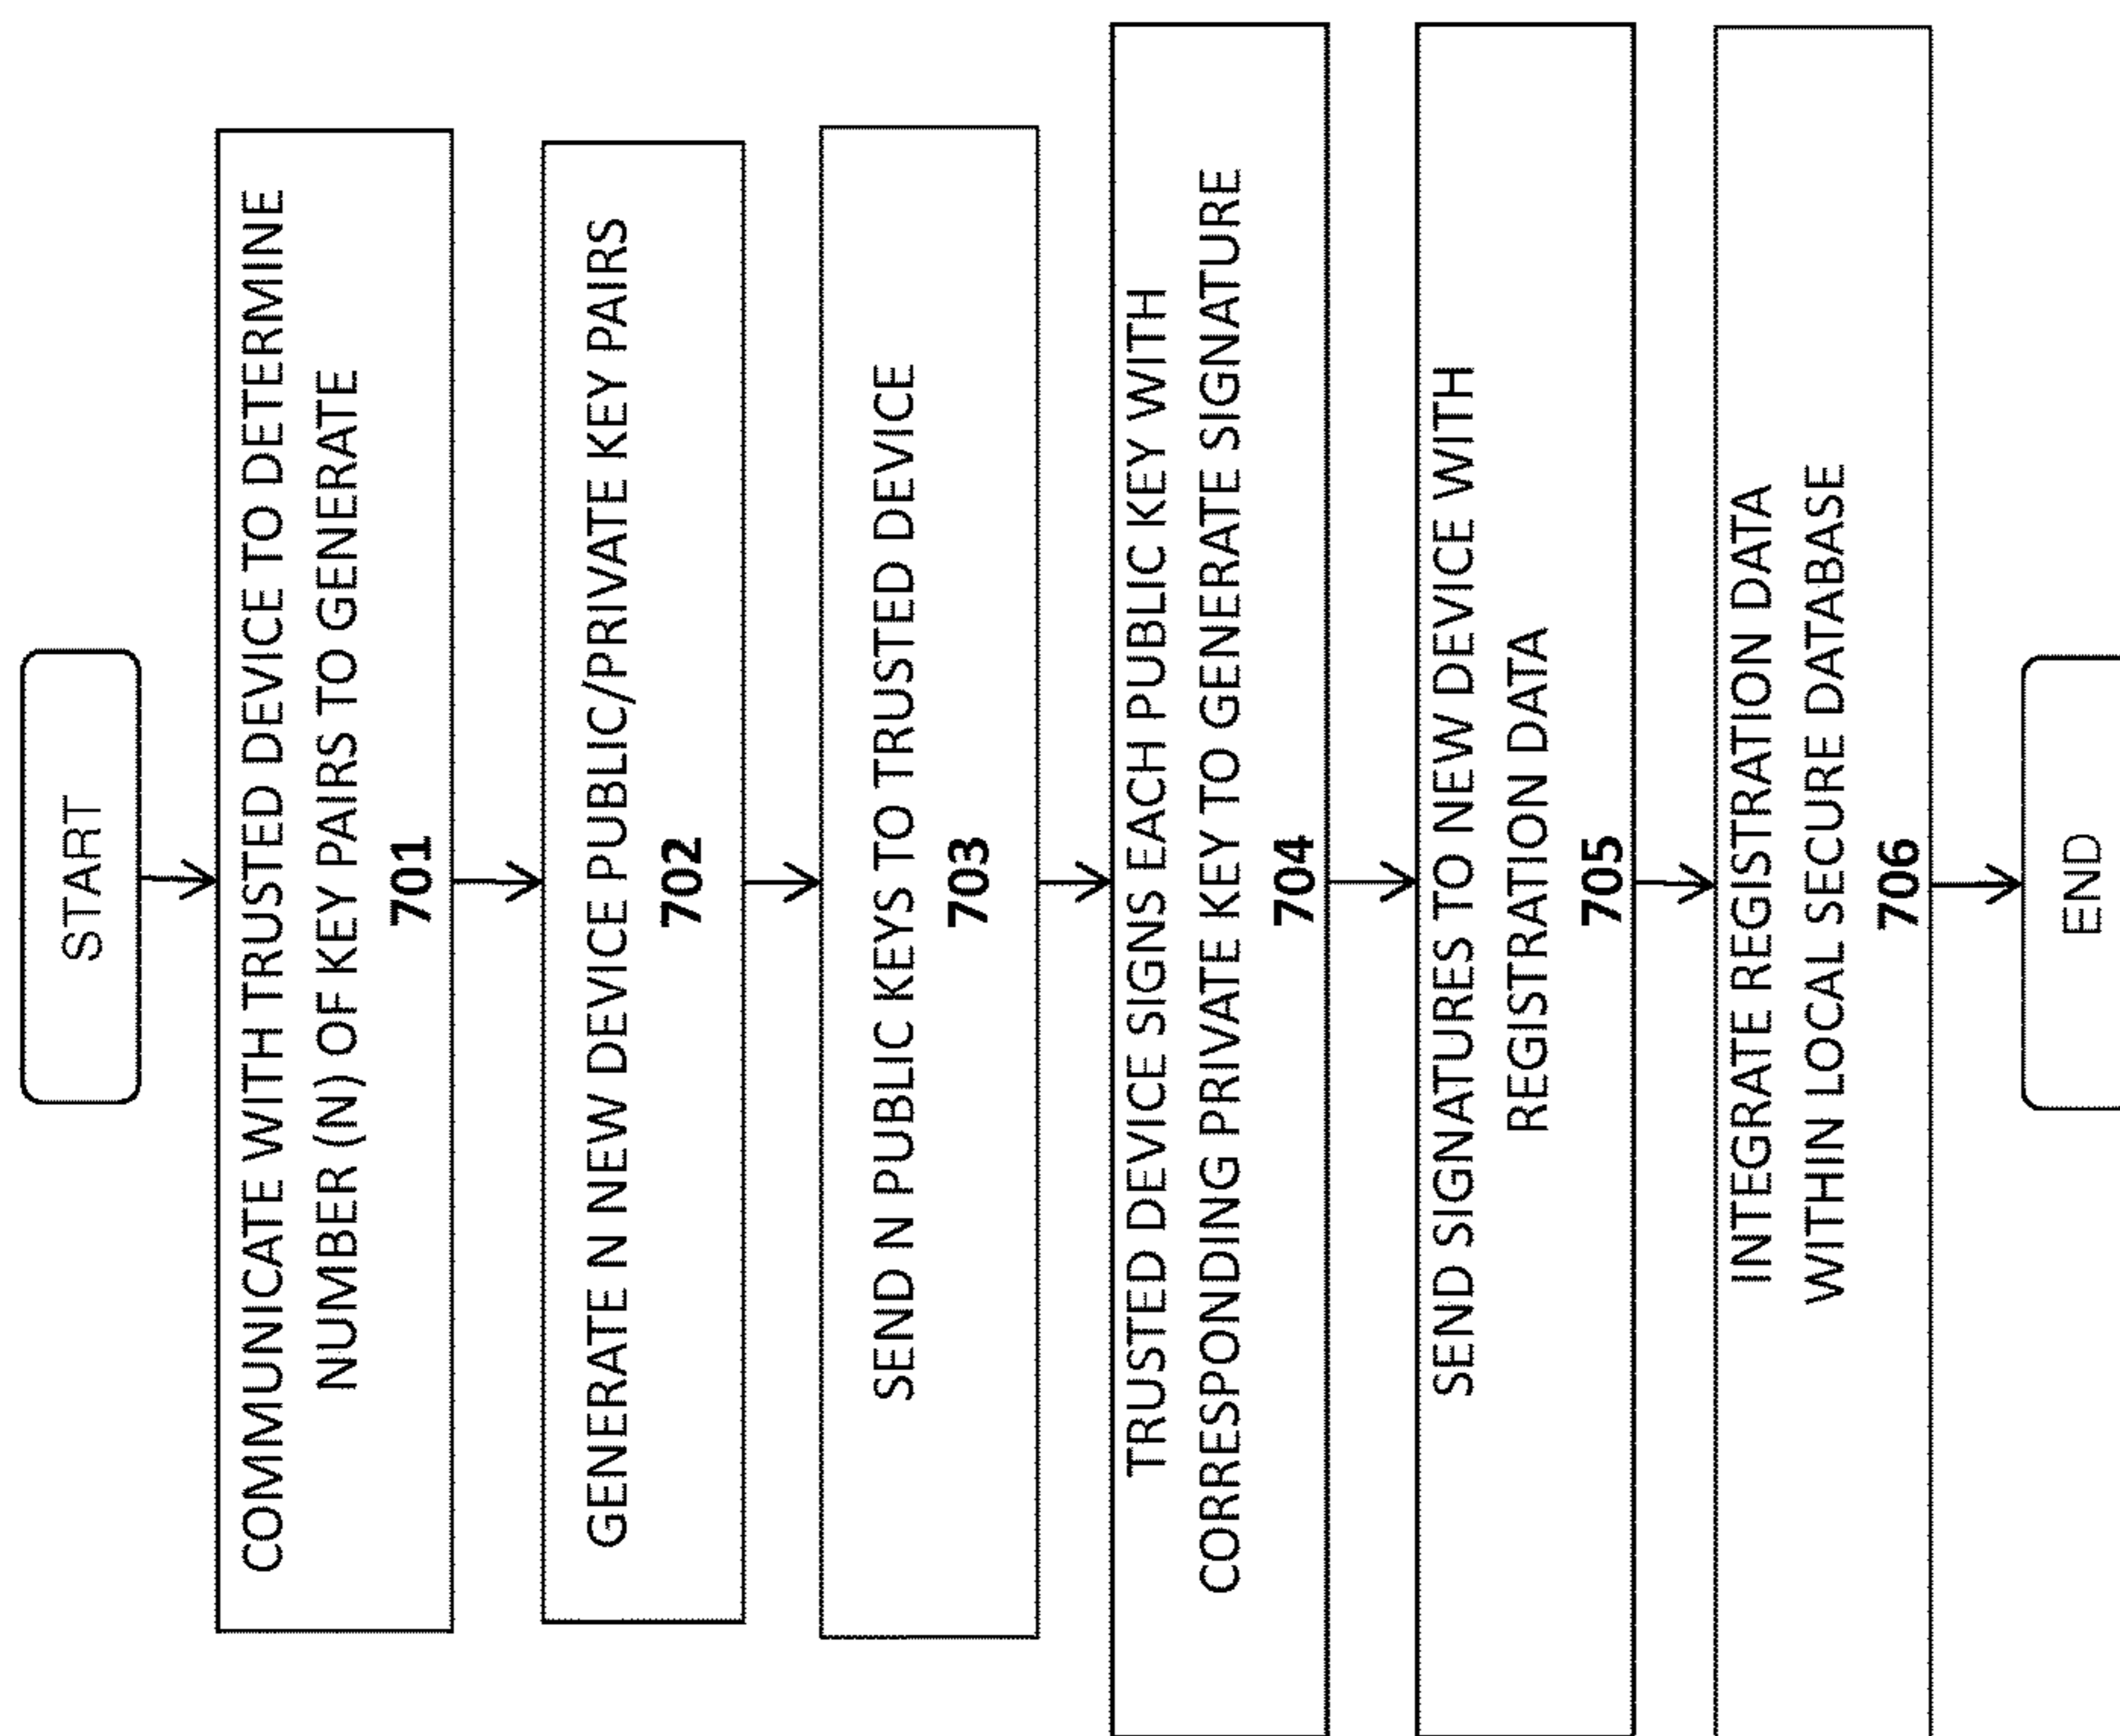 START
COMMUNICATE WITH TRUSTED DEVICE TO DETERMINE
NUMBER (N) OF KEY PAIRS TO GENERATE
701
GENERATE N NEW DEVICE PUBLIC/PRIVATE KEY PAIRS
702
SEND N PUBLIC KEYS TO TRUSTED DEVICE
703
TRUSTED DEVICE SIGNS EACH PUBLIC KEY WITH
CORRESPONDING PRIVATE KEY TO GENERATE SIGNATURE
704
SEND SIGNATURES TO NEW DEVICE WITH
REGISTRATION DATA
705
INTEGRATE REGISTRATION DATA
WITHIN LOCAL SECURE DATABASE
706
END